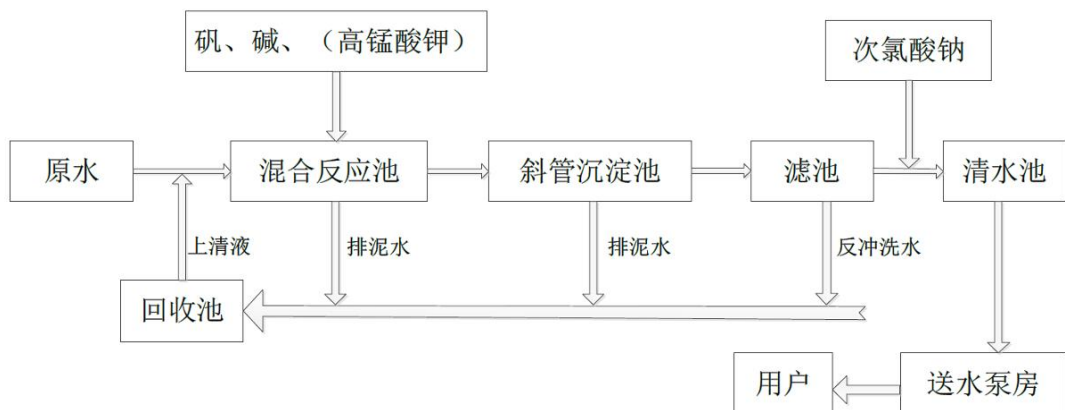 矾、碱、（高锰酸钾）
次氯酸钠
原水
混合反应池
斜管沉淀池
滤池
清水池
上清液
排泥水
排泥水
反冲洗水
回收池
用户
送水泵房